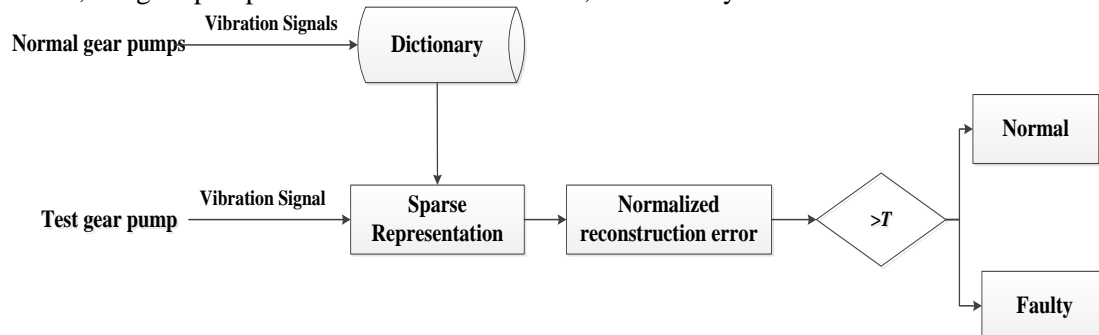 Vibration Signals
Normal gear pumps
Dictionary
Normal
Vibration Signal
Test gear pump
Sparse
Representation
Normalized
reconstruction error
>T
Faulty